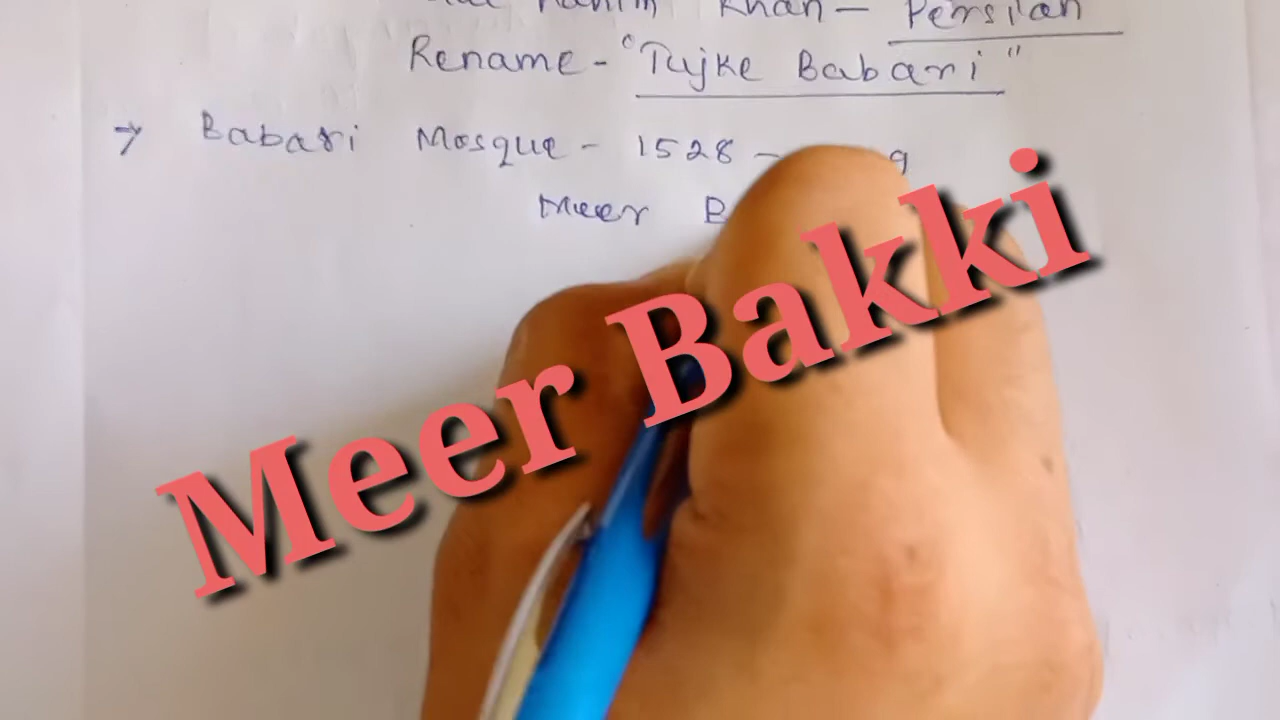 Khan - Persian
Rename - "Tujke Babari"
→ Babari Mosque - 1528 -
Meer B
Meer Bakki